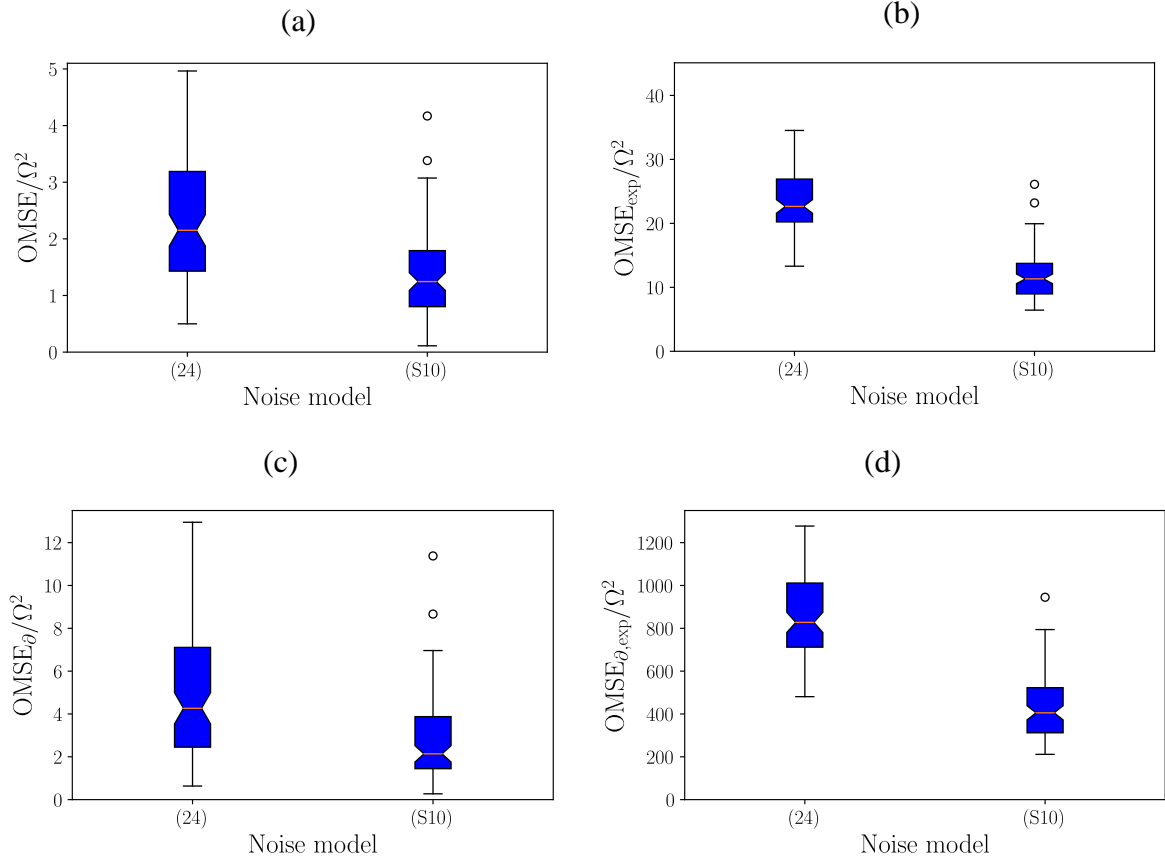 (a)
5
4
3
2
1
0
OMSE/Ω²
(24) (S10)
Noise model
(b)
40
30
20
10
0
OMSE_exp/Ω²
(24) (S10)
Noise model
(c)
12
10
8
6
4
2
0
OMSE_∂/Ω²
(24) (S10)
Noise model
(d)
1200
1000
800
600
400
200
0
OMSE_∂,exp/Ω²
(24) (S10)
Noise model